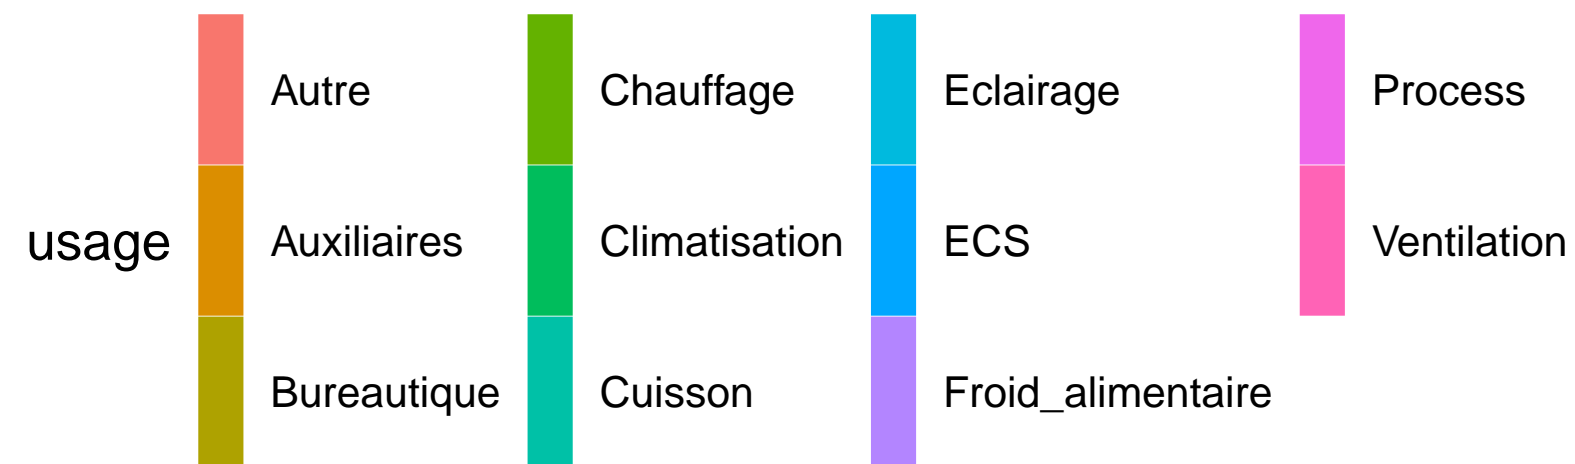 usage
Autre
Auxiliaires
Bureautique
Chauffage
Climatisation
Cuisson
Eclairage
ECS
Froid_alimentaire
Process
Ventilation